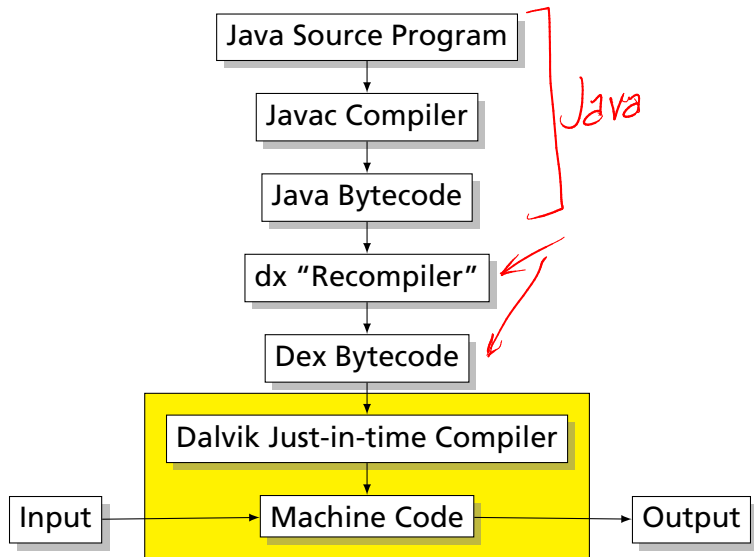 Java Source Program
Javac Compiler
Java
Java Bytecode
dx “Recompiler”
Dex Bytecode
Dalvik Just-in-time Compiler
Input
Machine Code
Output